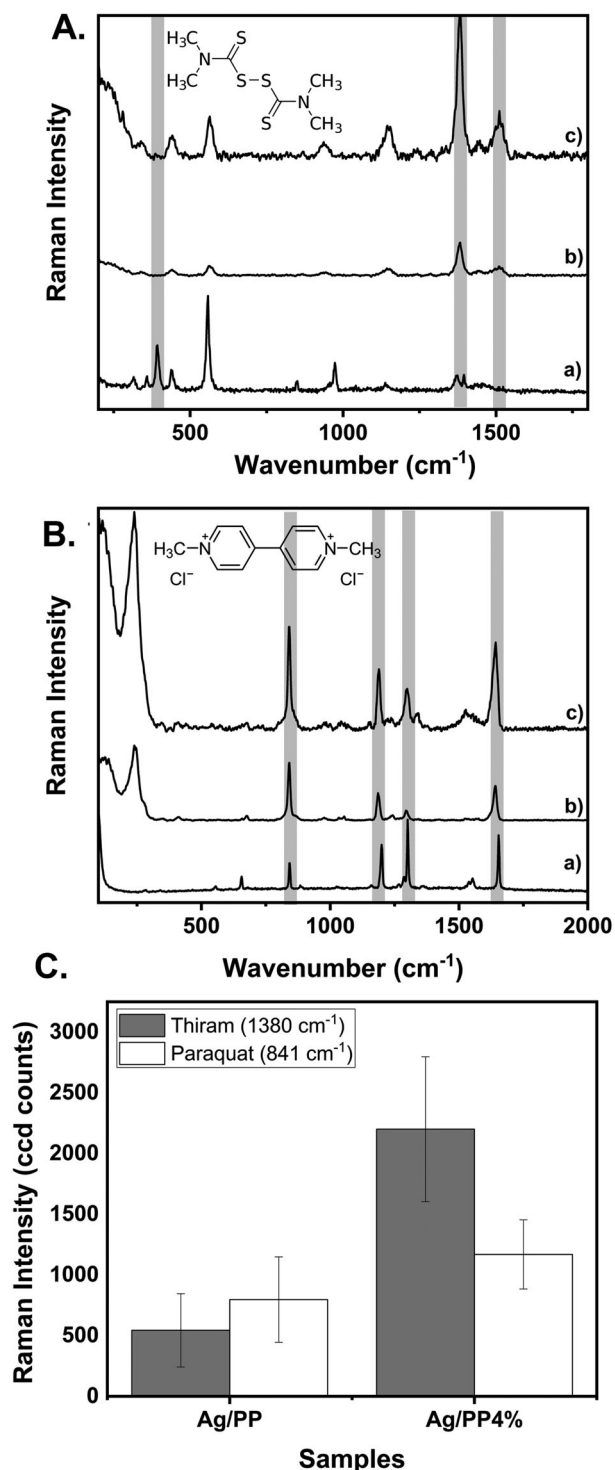 A.
H₃C
S
N
CH₃
H₃C
S–S
N
S
CH₃
c)
b)
a)
Raman Intensity
500
1000
1500
Wavenumber (cm⁻¹)
B.
H₃C
N⁺
N⁺
CH₃
Cl⁻
Cl⁻
c)
b)
a)
Raman Intensity
500
1000
1500
2000
Wavenumber (cm⁻¹)
C.
Thiram (1380 cm⁻¹)
Paraquat (841 cm⁻¹)
3000
2500
2000
1500
1000
500
0
Raman Intensity (ccd counts)
Ag/PP
Ag/PP4%
Samples